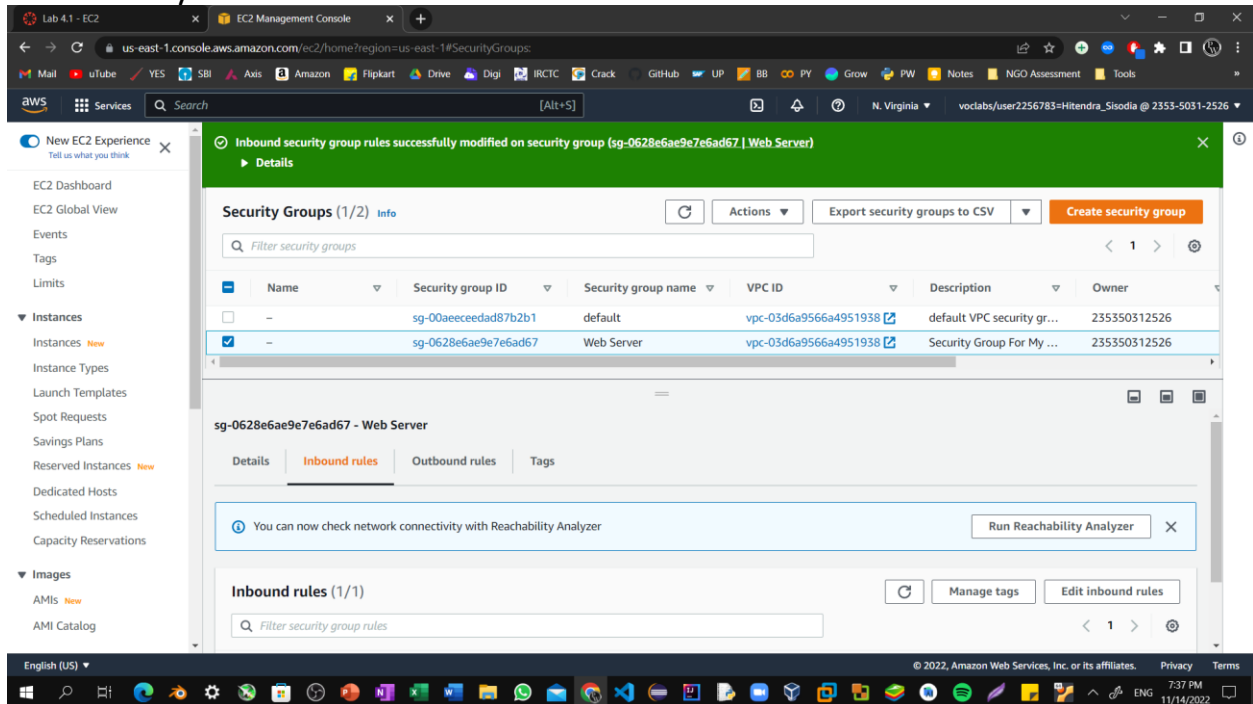 Lab 4.1 - EC2
EC2 Management Console
us-east-1.console.aws.amazon.com/ec2/home?region=us-east-1#SecurityGroups:
Mail uTube YES SBI Axis Amazon Flipkart Drive Digi IRCTC Crack GitHub UP BB PY Grow PW Notes NGO Assessment Tools »
aws Services Search [Alt+S] N. Virginia ▼ voclabs/user2256783=Hitendra_Sisodia @ 2353-5031-2526 ▼
New EC2 Experience
Tell us what you think
EC2 Dashboard
EC2 Global View
Events
Tags
Limits
▼ Instances
Instances New
Instance Types
Launch Templates
Spot Requests
Savings Plans
Reserved Instances New
Dedicated Hosts
Scheduled Instances
Capacity Reservations
▼ Images
AMIs New
AMI Catalog
Inbound security group rules successfully modified on security group (sg-0628e6ae9e7e6ad67 | Web Server)
▶ Details
Security Groups (1/2) Info
Actions ▼ Export security groups to CSV ▼ Create security group
Filter security groups
< 1 >
Name Security group ID Security group name VPC ID Description Owner
– sg-00aeeceedad87b2b1 default vpc-03d6a9566a4951938 default VPC security gr... 235350312526
– sg-0628e6ae9e7e6ad67 Web Server vpc-03d6a9566a4951938 Security Group For My ... 235350312526
sg-0628e6ae9e7e6ad67 - Web Server
Details Inbound rules Outbound rules Tags
You can now check network connectivity with Reachability Analyzer
Run Reachability Analyzer
Inbound rules (1/1)
Manage tags Edit inbound rules
Filter security group rules
< 1 >
English (US) ▼
© 2022, Amazon Web Services, Inc. or its affiliates. Privacy Terms
ENG
7:37 PM
11/14/2022